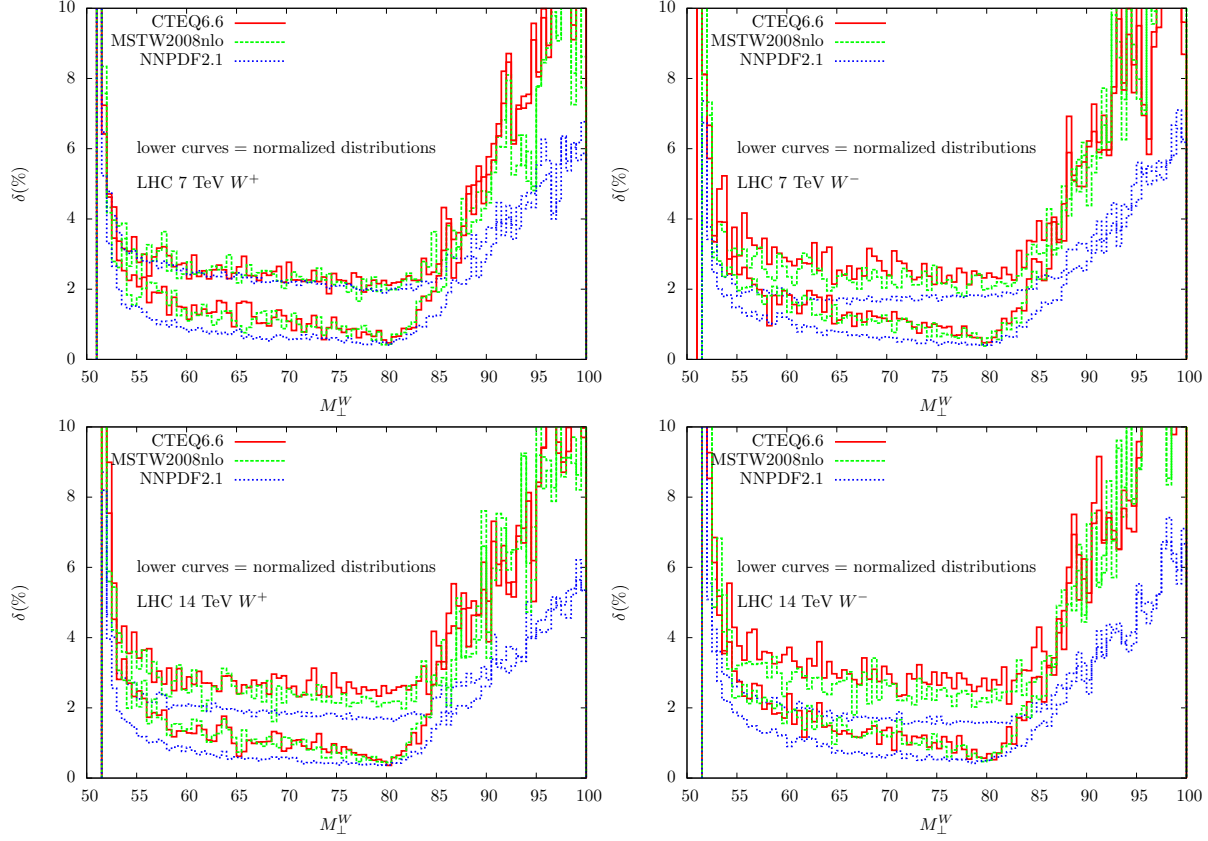 0
2
4
6
8
10
50 55 60 65 70 75 80 85 90 95 100
δ(%)
M⊥^W
lower curves = normalized distributions
LHC 7 TeV W⁺
CTEQ6.6
MSTW2008nlo
NNPDF2.1
0
2
4
6
8
10
50 55 60 65 70 75 80 85 90 95 100
δ(%)
M⊥^W
lower curves = normalized distributions
LHC 7 TeV W⁻
CTEQ6.6
MSTW2008nlo
NNPDF2.1
0
2
4
6
8
10
50 55 60 65 70 75 80 85 90 95 100
δ(%)
M⊥^W
lower curves = normalized distributions
LHC 14 TeV W⁺
CTEQ6.6
MSTW2008nlo
NNPDF2.1
0
2
4
6
8
10
50 55 60 65 70 75 80 85 90 95 100
δ(%)
M⊥^W
lower curves = normalized distributions
LHC 14 TeV W⁻
CTEQ6.6
MSTW2008nlo
NNPDF2.1